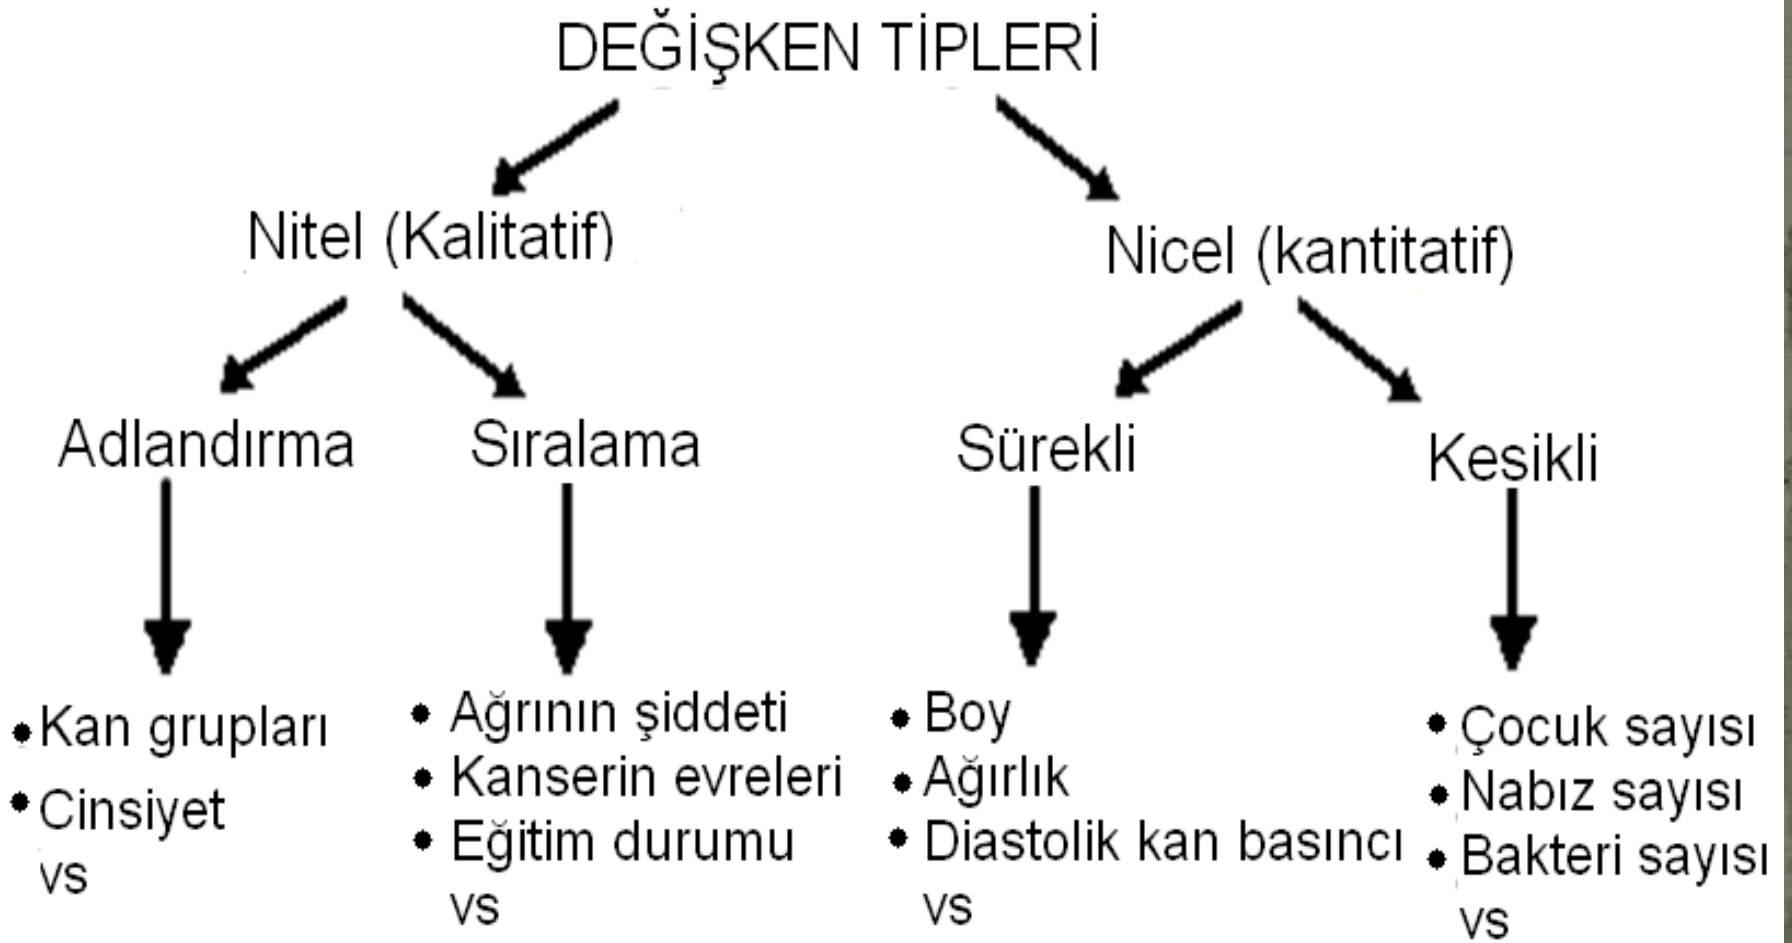 DEĞİŞKEN TİPLERİ
Nitel (Kalitatif)
Nicel (kantitatif)
Adlandırma
Sıralama
Sürekli
Kesikli
• Kan grupları
• Cinsiyet
vs
• Ağrının şiddeti
• Kanserin evreleri
• Eğitim durumu
vs
• Boy
• Ağırlık
• Diastolik kan basıncı
vs
• Çocuk sayısı
• Nabız sayısı
• Bakteri sayısı
vs